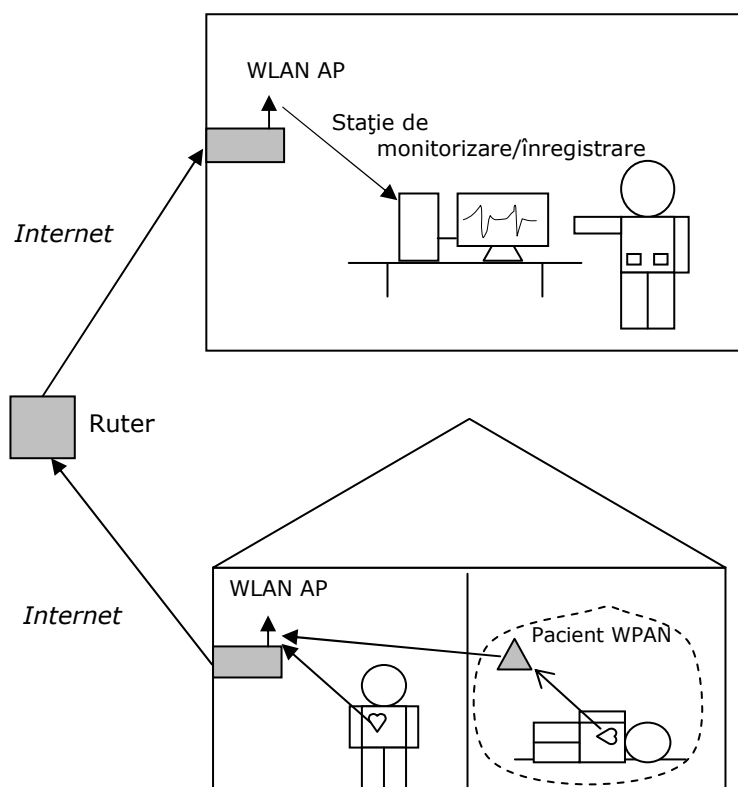 WLAN AP
Staţie de
monitorizare/înregistrare
Internet
Ruter
Internet
WLAN AP
Pacient WPAN